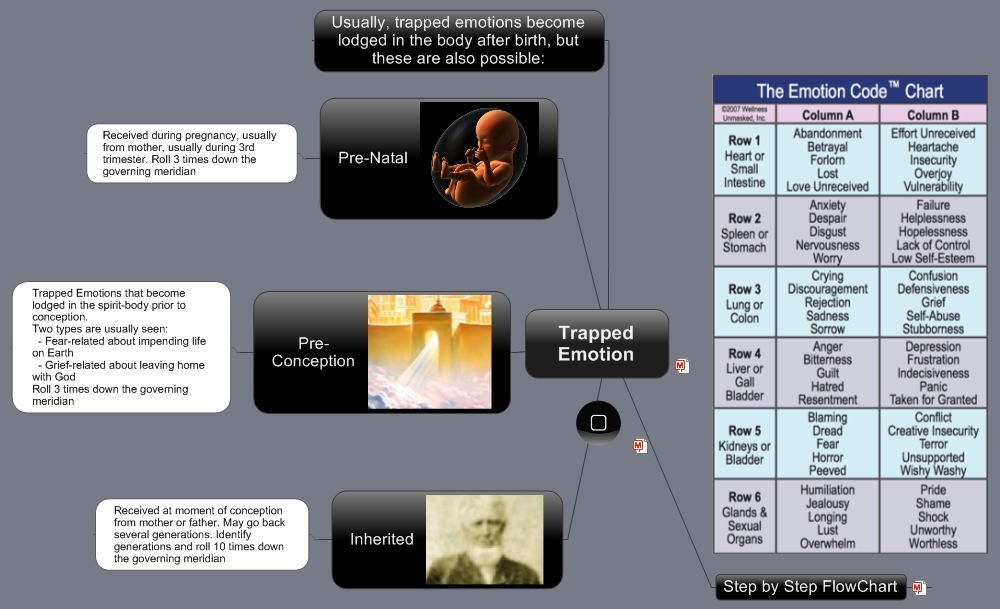 Usually, trapped emotions become
lodged in the body after birth, but
these are also possible:
Received during pregnancy, usually
from mother, usually during 3rd
trimester. Roll 3 times down the
governing meridian
Pre-Natal
Trapped Emotions that become
lodged in the spirit-body prior to
conception.
Two types are usually seen:
- Fear-related about impending life
on Earth
- Grief-related about leaving home
with God
Roll 3 times down the governing
meridian
Pre-
Conception
Trapped
Emotion
Received at moment of conception
from mother or father. May go back
several generations. Identify
generations and roll 10 times down
the governing meridian
Inherited
The Emotion Code™ Chart
©2007 Wellness
Unmasked, Inc.
Column A
Column B
Row 1
Heart or
Small
Intestine
Abandonment
Betrayal
Forlorn
Lost
Love Unreceived
Effort Unreceived
Heartache
Insecurity
Overjoy
Vulnerability
Row 2
Spleen or
Stomach
Anxiety
Despair
Disgust
Nervousness
Worry
Failure
Helplessness
Hopelessness
Lack of Control
Low Self-Esteem
Row 3
Lung or
Colon
Crying
Discouragement
Rejection
Sadness
Sorrow
Confusion
Defensiveness
Grief
Self-Abuse
Stubborness
Row 4
Liver or
Gall
Bladder
Anger
Bitterness
Guilt
Hatred
Resentment
Depression
Frustration
Indecisiveness
Panic
Taken for Granted
Row 5
Kidneys or
Bladder
Blaming
Dread
Fear
Horror
Peeved
Conflict
Creative Insecurity
Terror
Unsupported
Wishy Washy
Row 6
Glands &
Sexual
Organs
Humiliation
Jealousy
Longing
Lust
Overwhelm
Pride
Shame
Shock
Unworthy
Worthless
Step by Step FlowChart